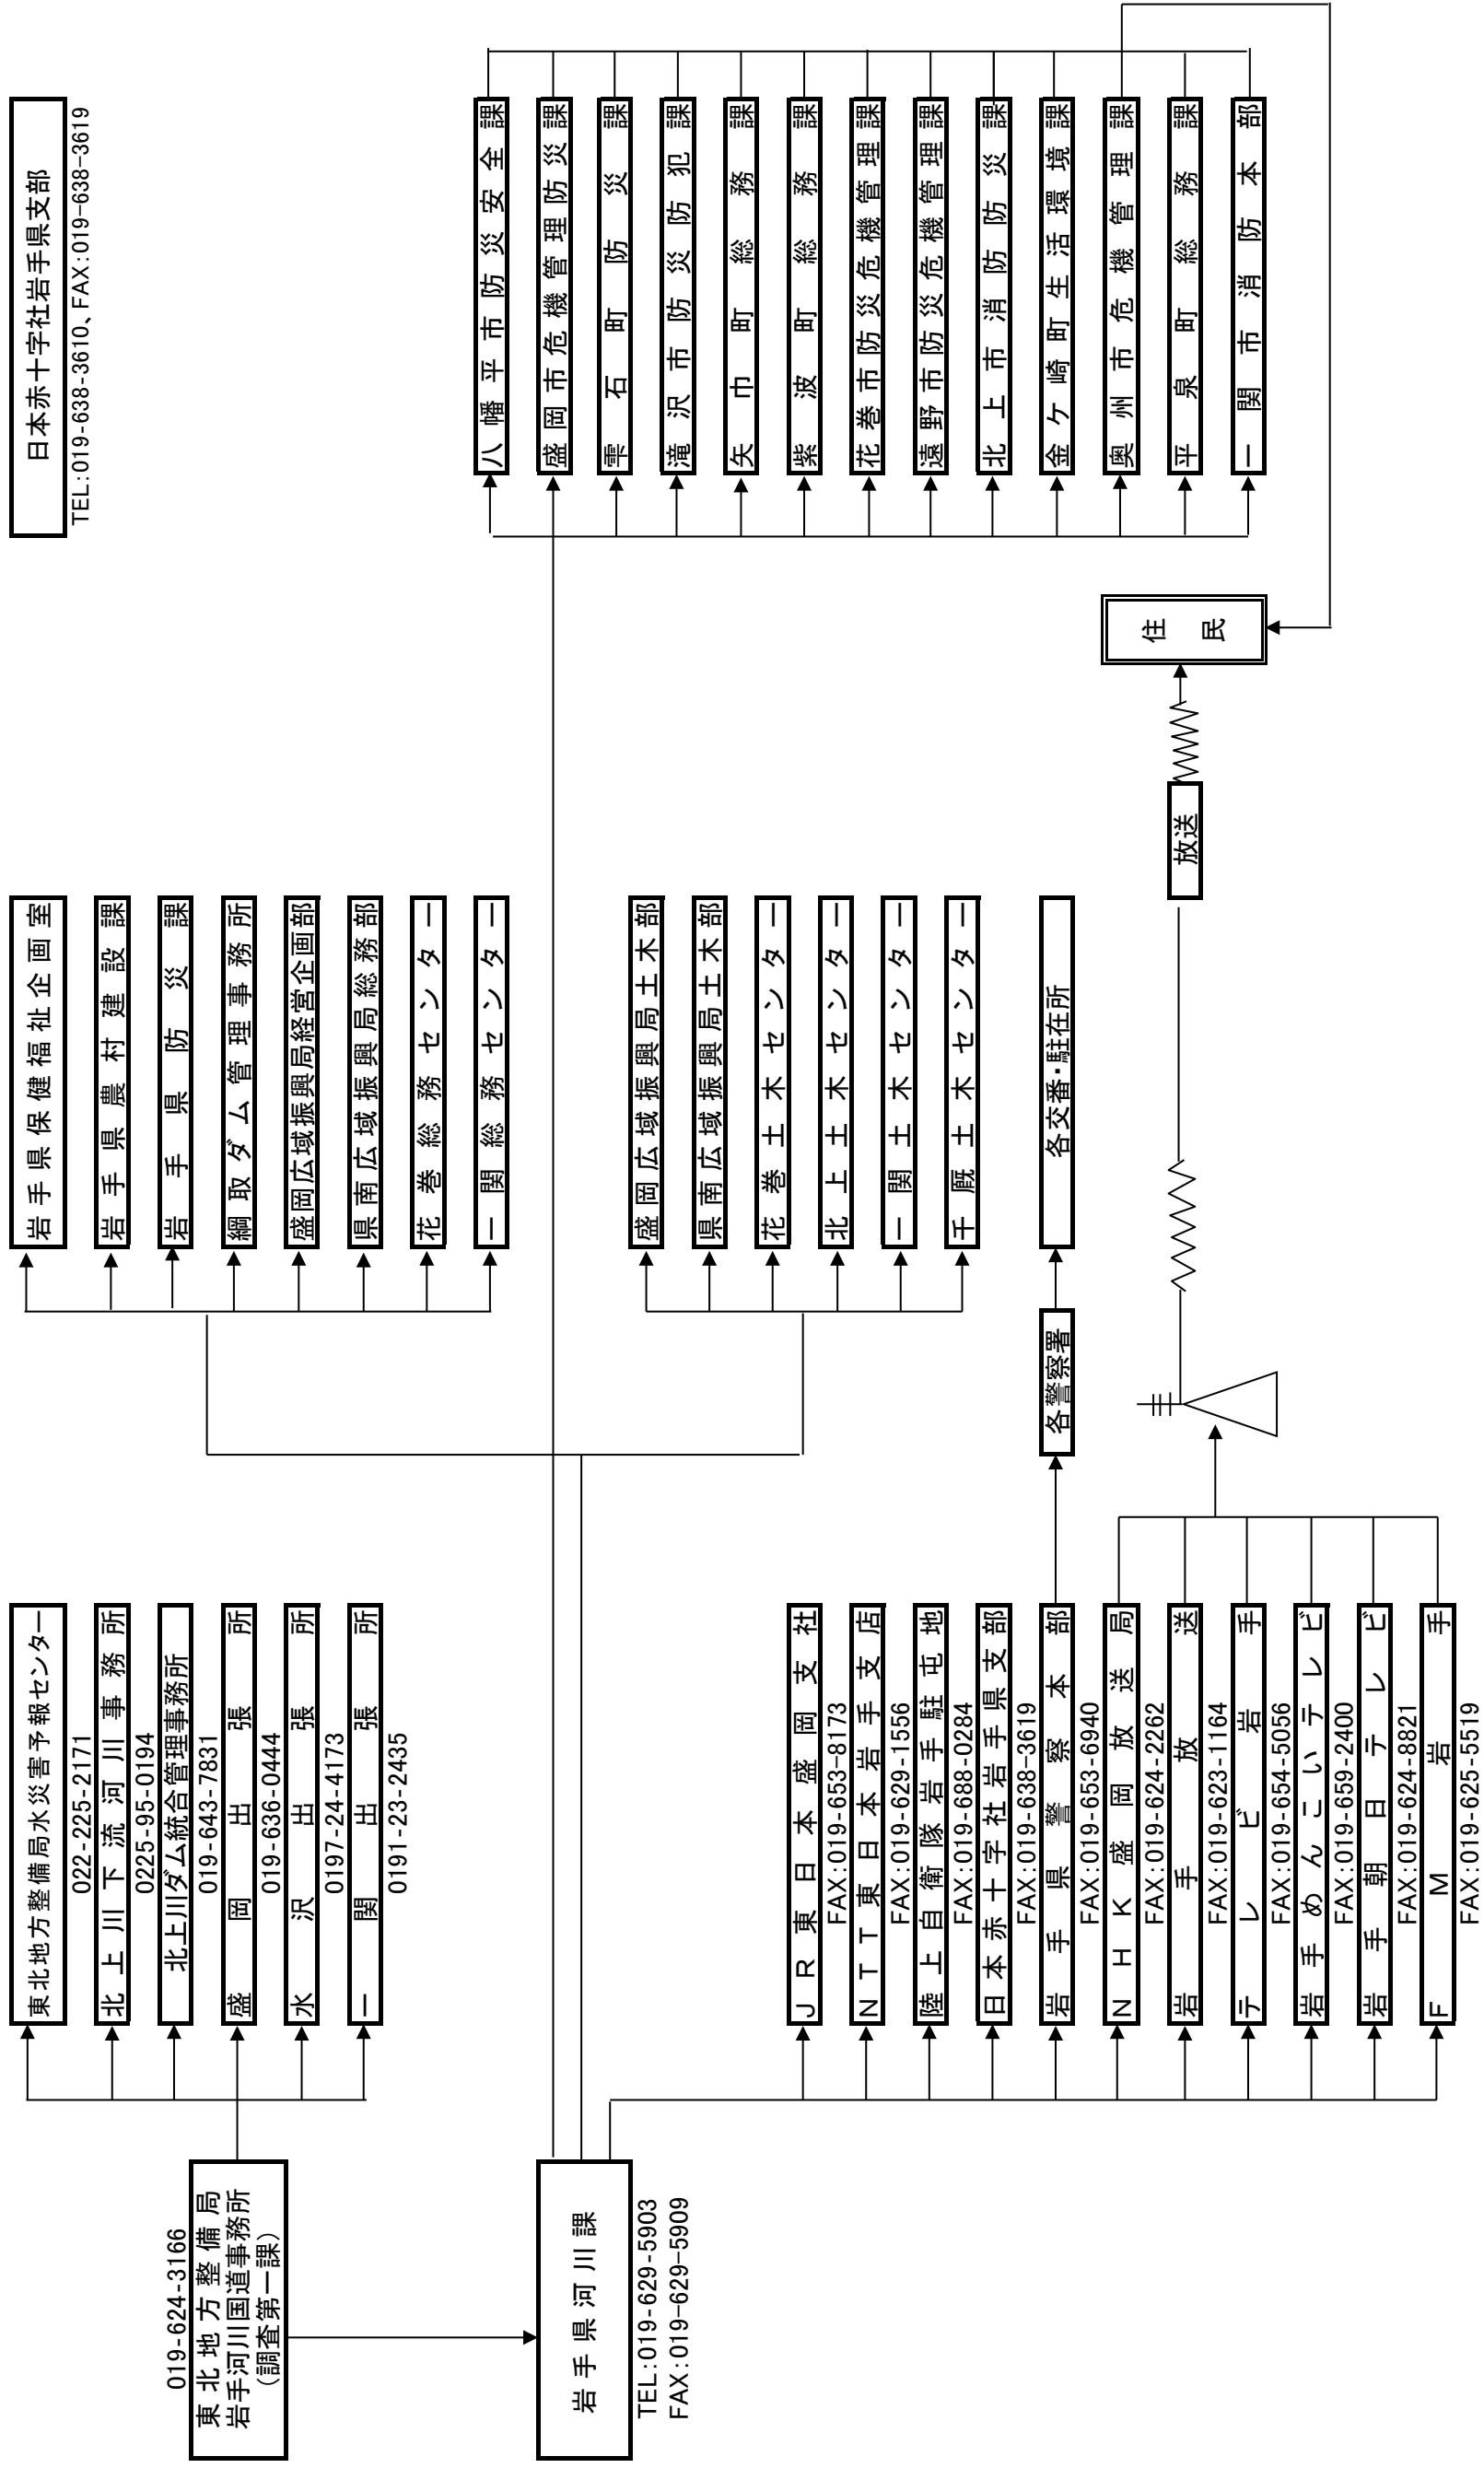 019-624-3166
東北地方整備局
岩手河川国道事務所
（調査第一課）
岩手県河川課
TEL:019-629-5903
FAX:019-629-5909
東北地方整備局水災害予報センター
022-225-2171
北上川下流河川事務所
0225-95-0194
北上川ダム統合管理事務所
019-643-7831
盛岡出張所
019-636-0444
水沢出張所
0197-24-4173
一関出張所
0191-23-2435
JR東日本盛岡支社
FAX:019-653-8173
NTT東日本岩手支店
FAX:019-629-1556
陸上自衛隊岩手駐屯地
FAX:019-688-0284
日本赤十字社岩手県支部
FAX:019-638-3619
岩手県警察本部
FAX:019-653-6940
NHK盛岡放送局
FAX:019-624-2262
岩手放送
FAX:019-623-1164
テレビ岩手
FAX:019-654-5056
岩手めんこいテレビ
FAX:019-659-2400
岩手朝日テレビ
FAX:019-624-8821
FM岩手
FAX:019-625-5519
各警察署
岩手県保健福祉企画室
岩手県農村建設課
岩手県防災課
綱取ダム管理事務所
盛岡広域振興局経営企画部
県南広域振興局総務部
花巻総務センター
一関総務センター
盛岡広域振興局土木部
県南広域振興局土木部
花巻土木センター
北上土木センター
一関土木センター
千厩土木センター
各交番・駐在所
放送
住民
日本赤十字社岩手県支部
TEL:019-638-3610、FAX:019-638-3619
八幡平市防災安全課
盛岡市危機管理防災課
雫石町防災課
滝沢市防災防犯課
矢巾町総務課
紫波町総務課
花巻市防災危機管理課
遠野市防災危機管理課
北上市消防防災課
金ケ崎町生活環境課
奥州市危機管理課
平泉町総務課
一関市消防本部